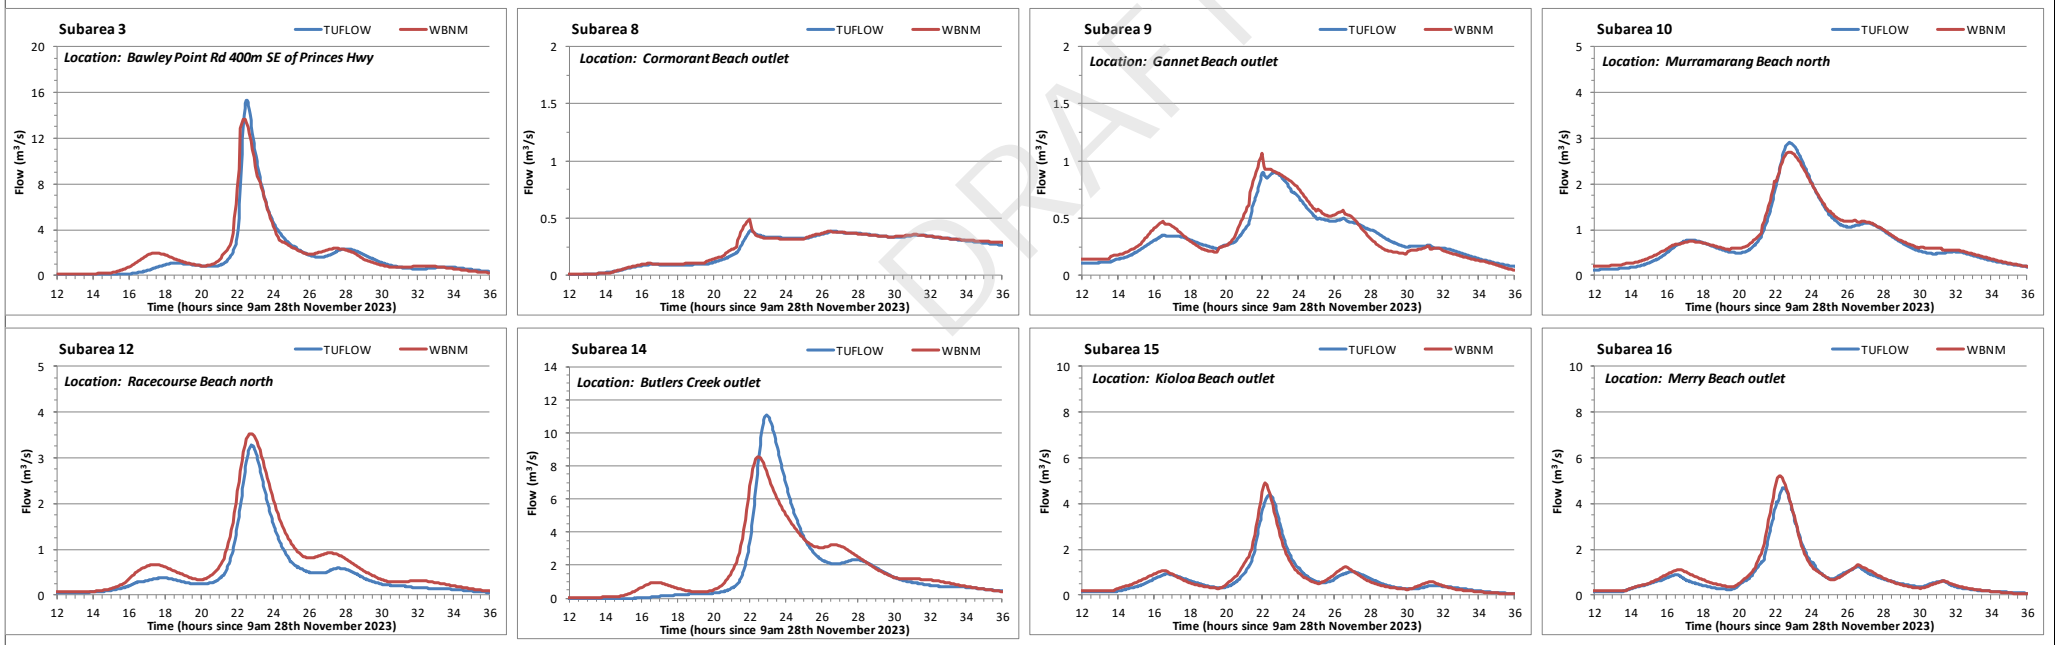 Subarea 3
TUFLOW WBNM
Location: Bawley Point Rd 400m SE of Princes Hwy
20
16
12
8
4
0
Flow (m³/s)
12 14 16 18 20 22 24 26 28 30 32 34 36
Time (hours since 9am 28th November 2023)
Subarea 8
TUFLOW WBNM
Location: Cormorant Beach outlet
2
1.5
1
0.5
0
Flow (m³/s)
12 14 16 18 20 22 24 26 28 30 32 34 36
Time (hours since 9am 28th November 2023)
Subarea 9
TUFLOW WBNM
Location: Gannet Beach outlet
2
1.5
1
0.5
0
Flow (m³/s)
12 14 16 18 20 22 24 26 28 30 32 34 36
Time (hours since 9am 28th November 2023)
Subarea 10
TUFLOW WBNM
Location: Murramarang Beach north
5
4
3
2
1
0
Flow (m³/s)
12 14 16 18 20 22 24 26 28 30 32 34 36
Time (hours since 9am 28th November 2023)
Subarea 12
TUFLOW WBNM
Location: Racecourse Beach north
5
4
3
2
1
0
Flow (m³/s)
12 14 16 18 20 22 24 26 28 30 32 34 36
Time (hours since 9am 28th November 2023)
Subarea 14
TUFLOW WBNM
Location: Butlers Creek outlet
14
12
10
8
6
4
2
0
Flow (m³/s)
12 14 16 18 20 22 24 26 28 30 32 34 36
Time (hours since 9am 28th November 2023)
Subarea 15
TUFLOW WBNM
Location: Kioloa Beach outlet
10
8
6
4
2
0
Flow (m³/s)
12 14 16 18 20 22 24 26 28 30 32 34 36
Time (hours since 9am 28th November 2023)
Subarea 16
TUFLOW WBNM
Location: Merry Beach outlet
10
8
6
4
2
0
Flow (m³/s)
12 14 16 18 20 22 24 26 28 30 32 34 36
Time (hours since 9am 28th November 2023)
DRAFT